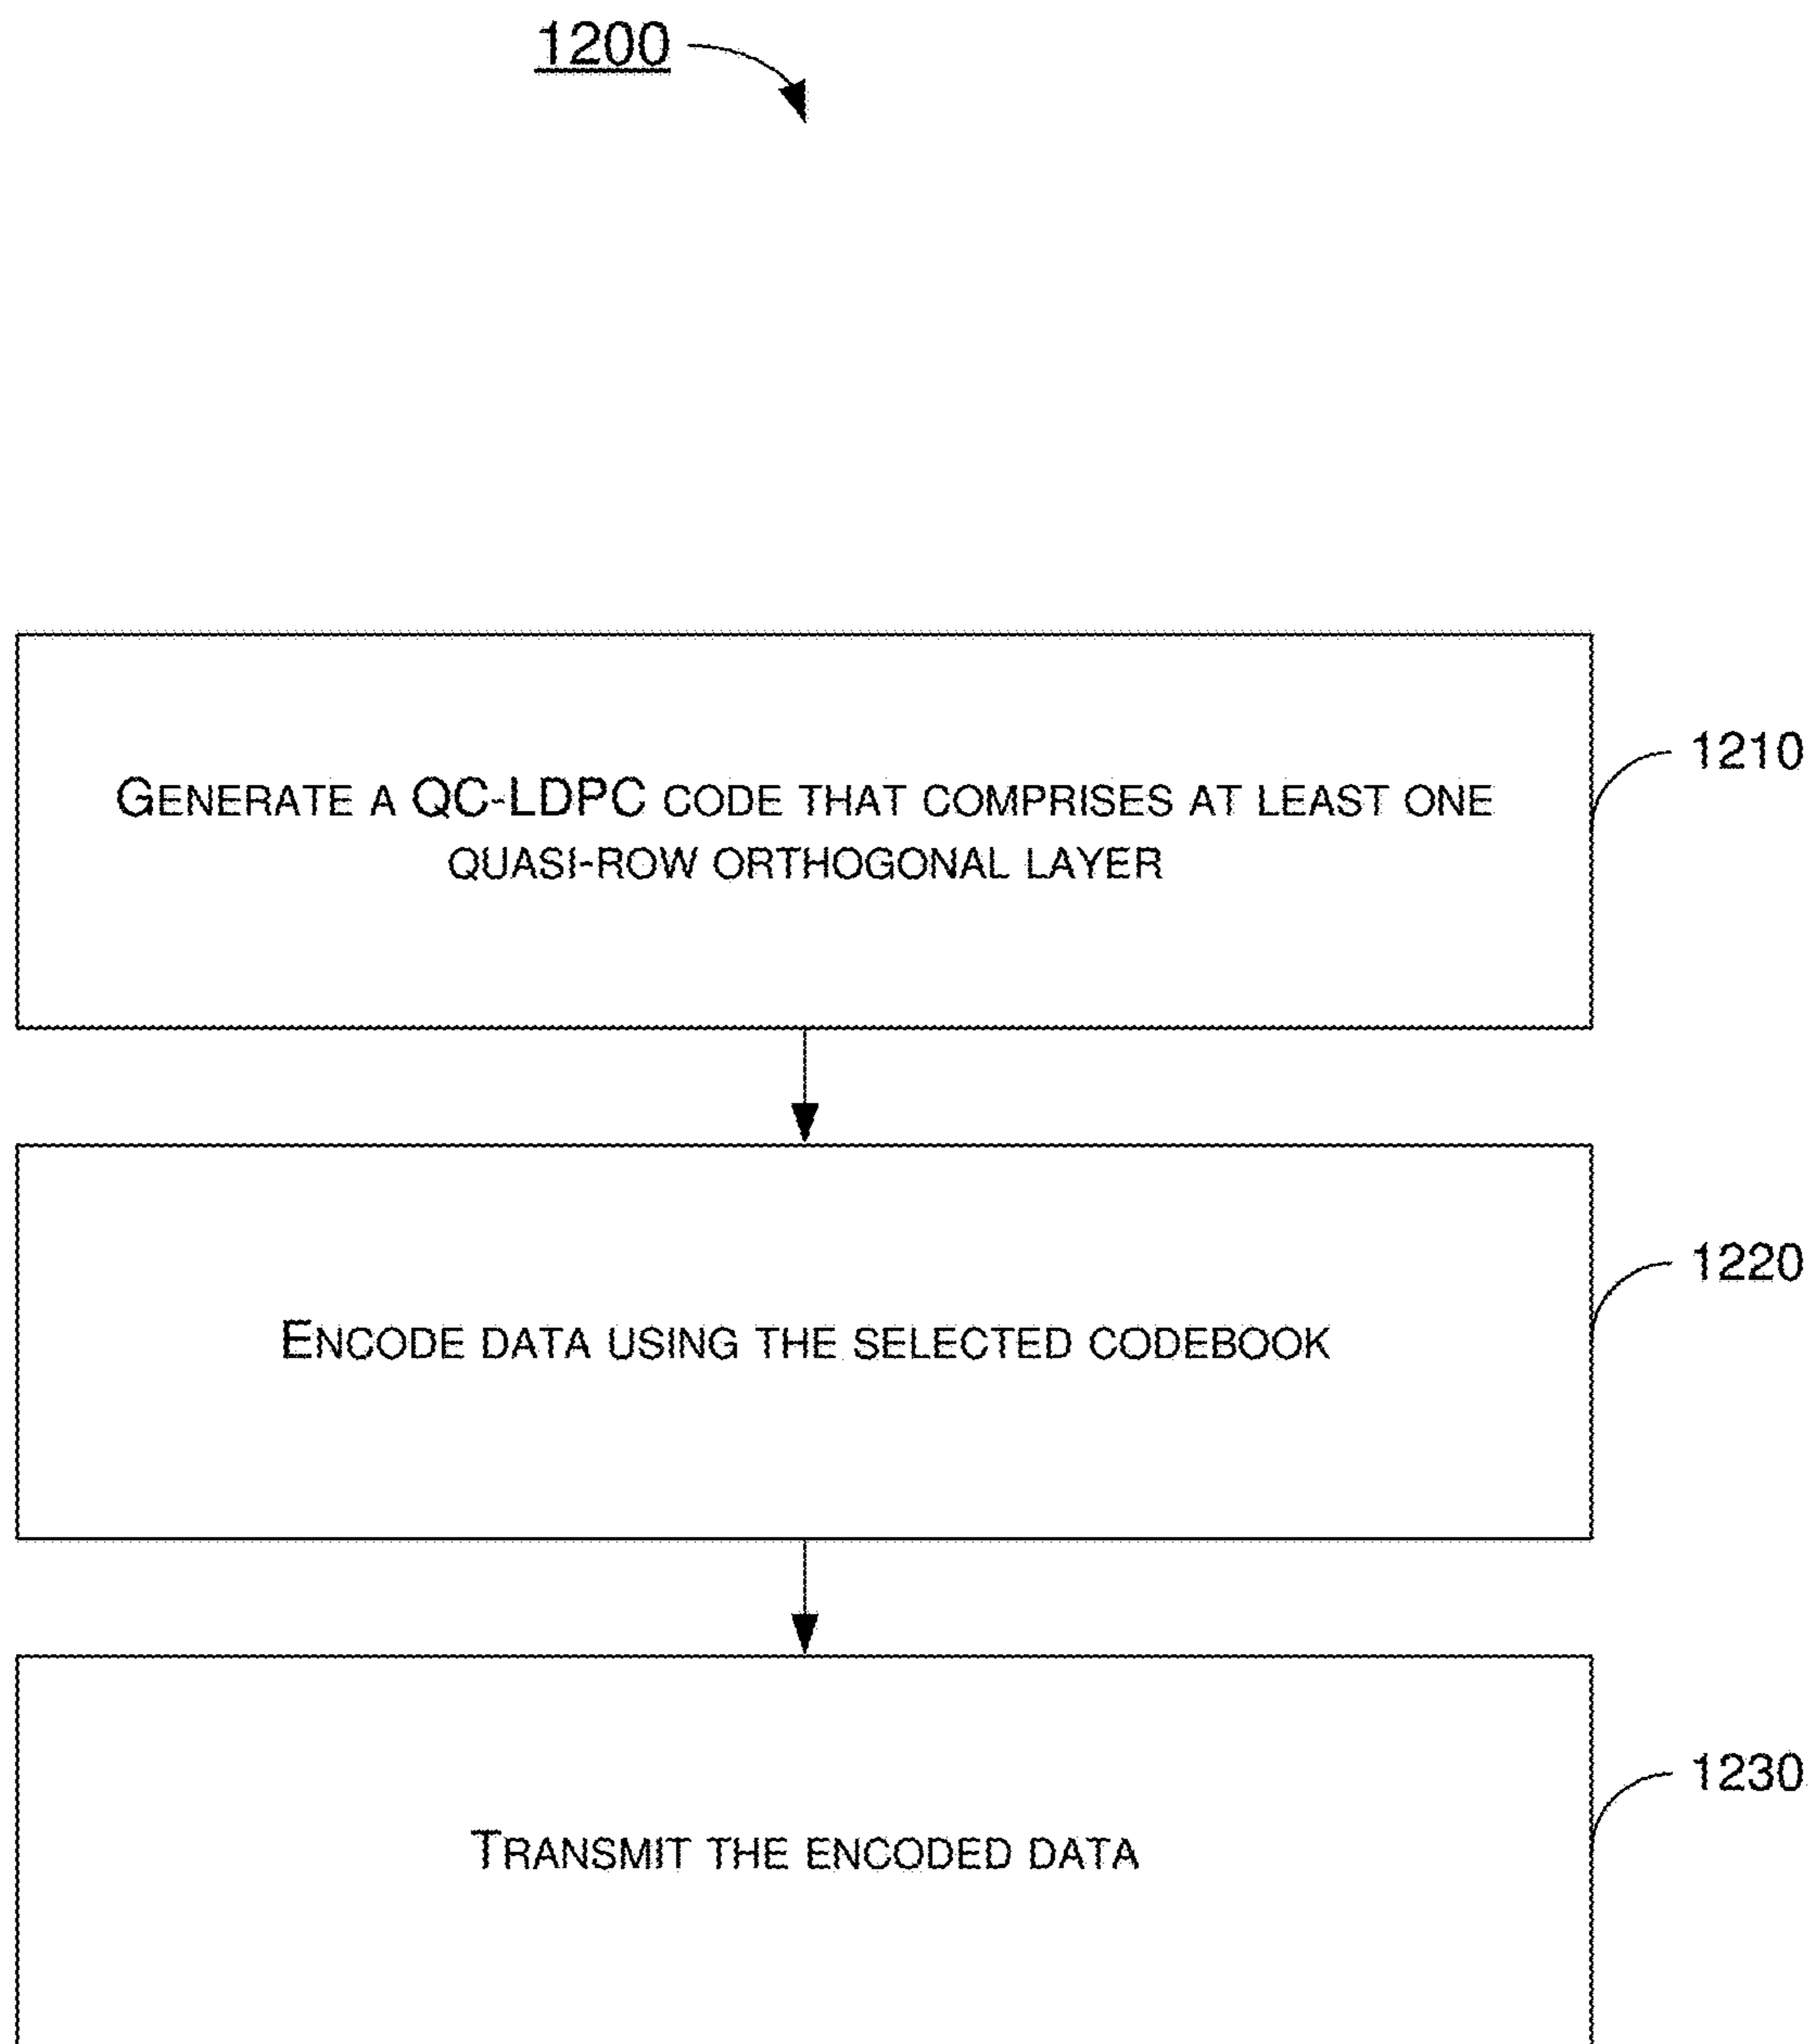 1200
GENERATE A QC-LDPC CODE THAT COMPRISES AT LEAST ONE
QUASI-ROW ORTHOGONAL LAYER
1210
ENCODE DATA USING THE SELECTED CODEBOOK
1220
TRANSMIT THE ENCODED DATA
1230